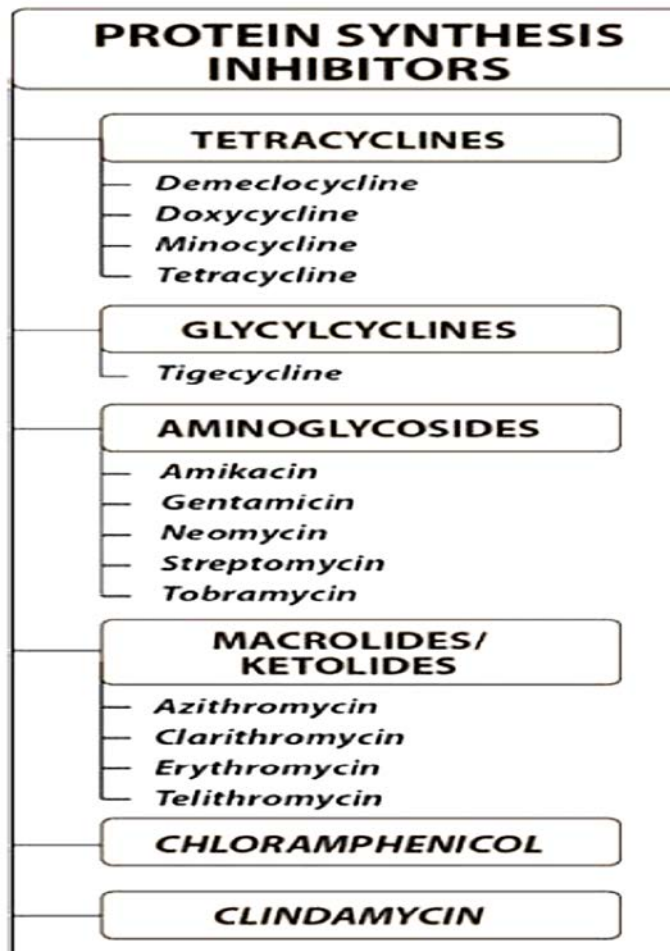 PROTEIN SYNTHESIS
INHIBITORS
TETRACYCLINES
Demeclocycline
Doxycycline
Minocycline
Tetracycline
GLYCYLCYCLINES
Tigecycline
AMINOGLYCOSIDES
Amikacin
Gentamicin
Neomycin
Streptomycin
Tobramycin
MACROLIDES/
KETOLIDES
Azithromycin
Clarithromycin
Erythromycin
Telithromycin
CHLORAMPHENICOL
CLINDAMYCIN